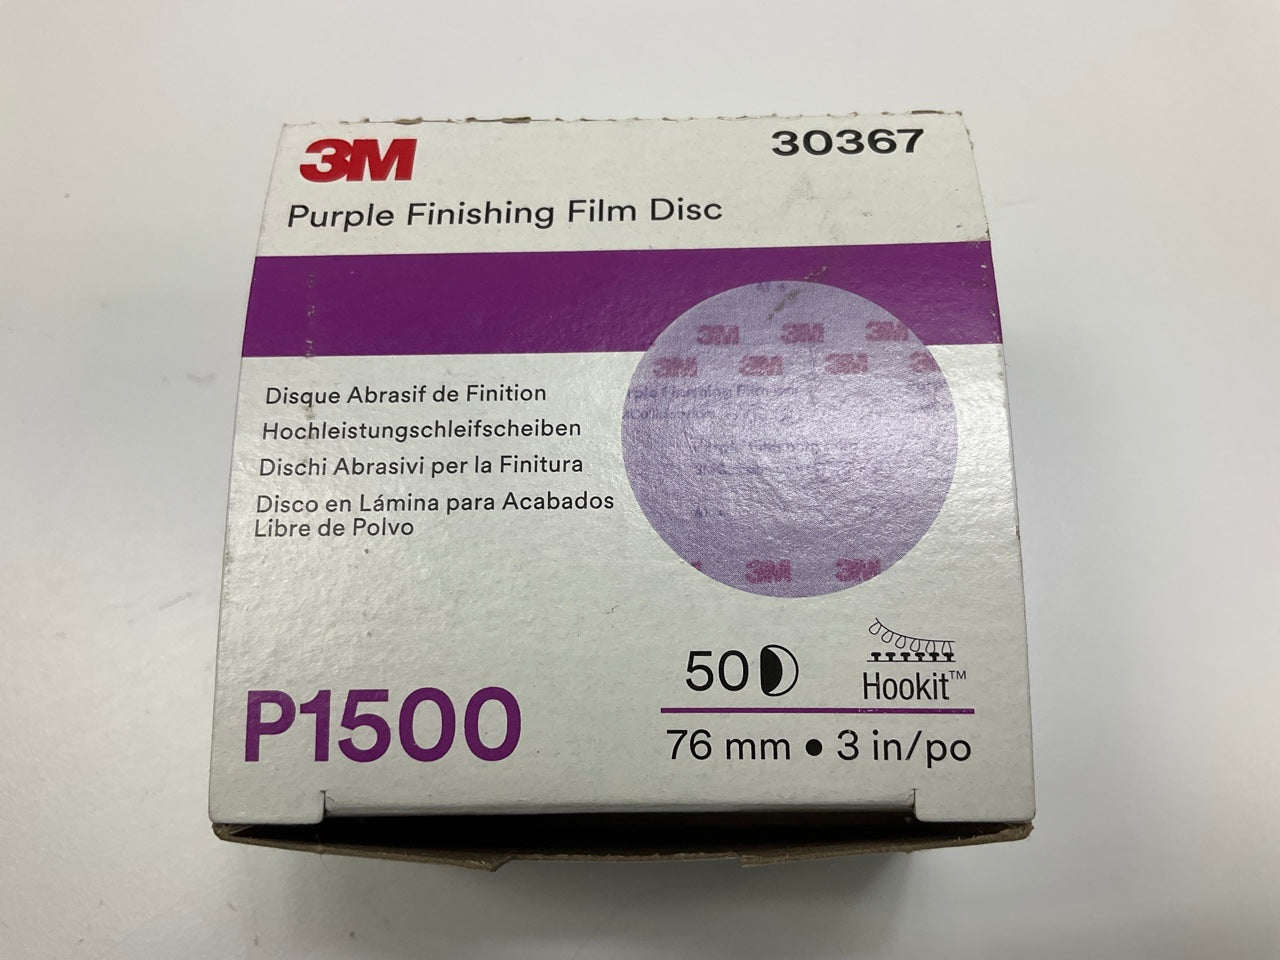 3M
30367
Purple Finishing Film Disc
3M 3M 3M
3M 3M 3M 3M
Disque Abrasif de Finition
Hochleistungschleifscheiben
Dischi Abrasivi per la Finitura
Disco en Lámina para Acabados
Libre de Polvo
3M 3M
50
Hookit™
P1500
76 mm • 3 in/po